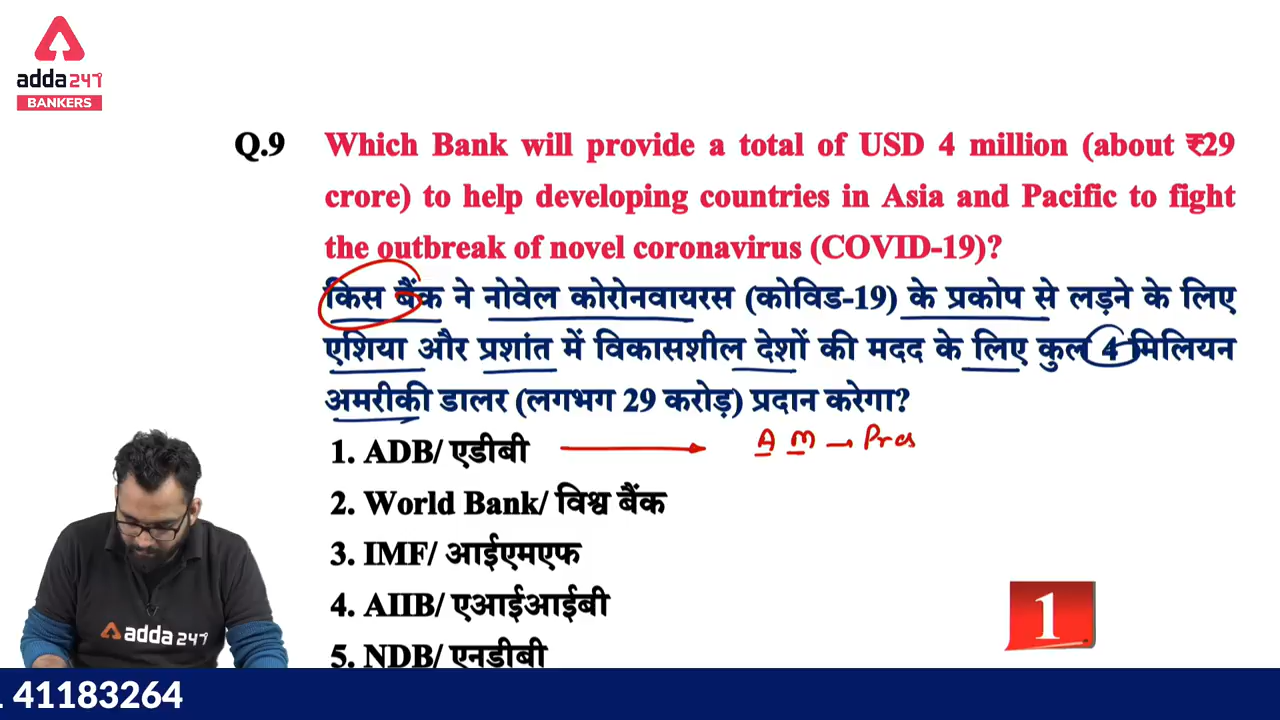 adda247
BANKERS
Q.9 Which Bank will provide a total of USD 4 million (about ₹29
crore) to help developing countries in Asia and Pacific to fight
the outbreak of novel coronavirus (COVID-19)?
किस बैंक ने नोवेल कोरोनवायरस (कोविड-19) के प्रकोप से लड़ने के लिए
एशिया और प्रशांत में विकासशील देशों की मदद के लिए कुल 4 मिलियन
अमरीकी डालर (लगभग 29 करोड़) प्रदान करेगा?
1. ADB/ एडीबी
A M → Pres
2. World Bank/ विश्व बैंक
3. IMF/ आईएमएफ
4. AIIB/ एआईआईबी
5. NDB/ एनडीबी
1
adda247
41183264